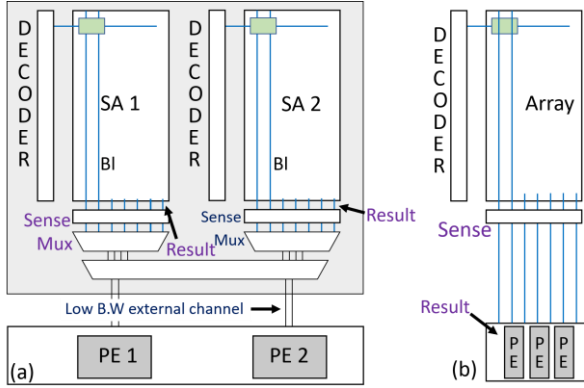 DECODER
SA 1
Bl
Sense
Mux
Result
DECODER
SA 2
Bl
Sense
Mux
Result
Low B.W external channel
PE 1
PE 2
(a)
DECODER
Array
Sense
Result
PE
PE
PE
(b)